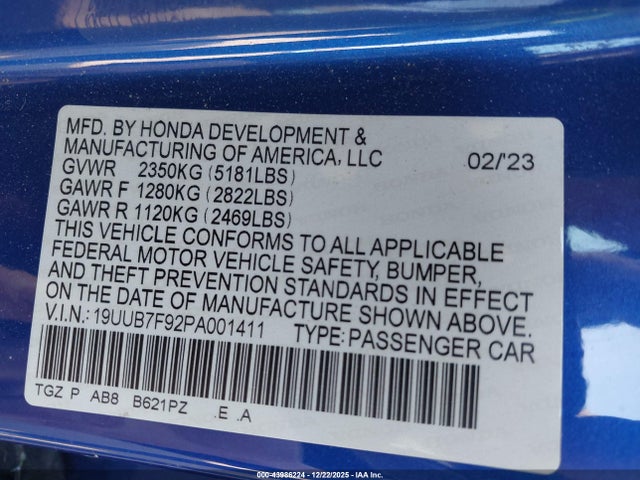 MFD. BY HONDA DEVELOPMENT &
MANUFACTURING OF AMERICA, LLC 02/'23
GVWR 2350KG (5181LBS)
GAWR F 1280KG (2822LBS)
GAWR R 1120KG (2469LBS)
THIS VEHICLE CONFORMS TO ALL APPLICABLE
FEDERAL MOTOR VEHICLE SAFETY, BUMPER,
AND THEFT PREVENTION STANDARDS IN EFFECT
ON THE DATE OF MANUFACTURE SHOWN ABOVE.
V.I.N.: 19UUB7F92PA001411 TYPE: PASSENGER CAR
TGZ P AB8 B621PZ .E .A
000-43986224 - 12/22/2025 - IAA Inc.